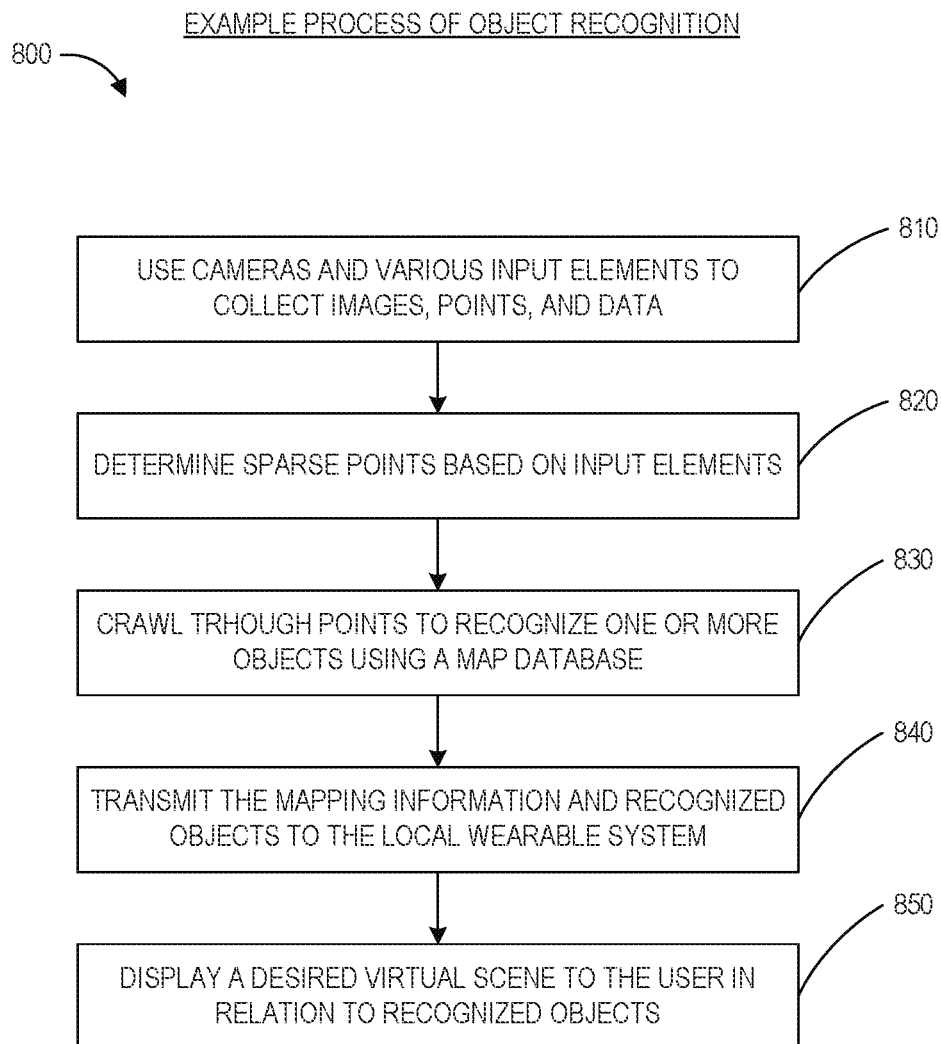 EXAMPLE PROCESS OF OBJECT RECOGNITION
800
810
USE CAMERAS AND VARIOUS INPUT ELEMENTS TO
COLLECT IMAGES, POINTS, AND DATA
820
DETERMINE SPARSE POINTS BASED ON INPUT ELEMENTS
830
CRAWL TRHOUGH POINTS TO RECOGNIZE ONE OR MORE
OBJECTS USING A MAP DATABASE
840
TRANSMIT THE MAPPING INFORMATION AND RECOGNIZED
OBJECTS TO THE LOCAL WEARABLE SYSTEM
850
DISPLAY A DESIRED VIRTUAL SCENE TO THE USER IN
RELATION TO RECOGNIZED OBJECTS